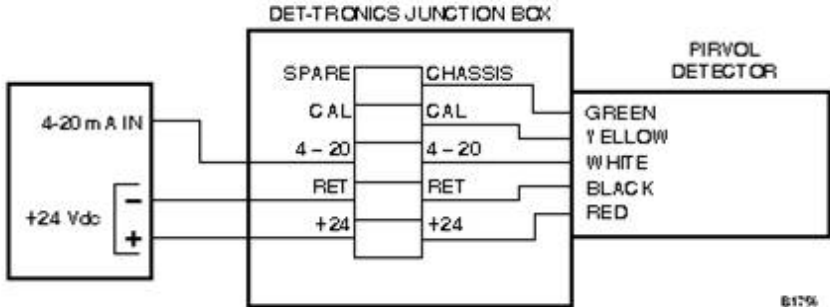 DET-TRONICS JUNCTION BOX
PIRVOL
DETECTOR
SPARE CHASSIS
GREEN
4-20 mA IN
CAL CAL
YELLOW
4 – 20 4 – 20
WHITE
RET RET
BLACK
–
+24 Vdc
+
+24 +24
RED
B1796